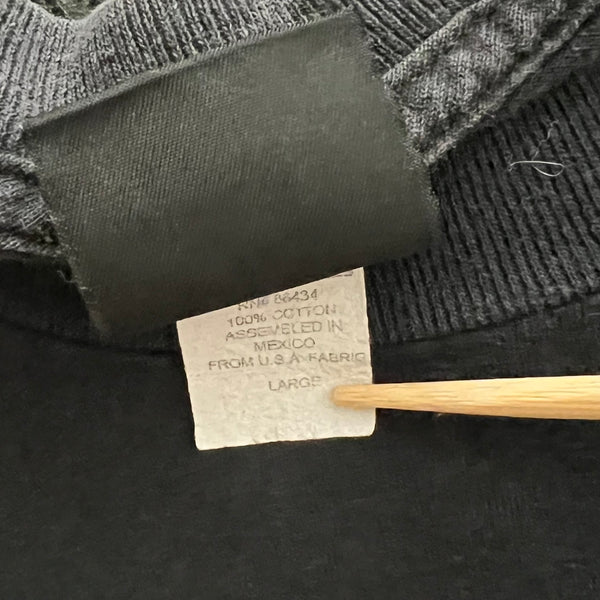 RN# 86434
100% COTTON
ASSEMBLED IN
MEXICO
FROM U.S.A. FABRIC
LARGE